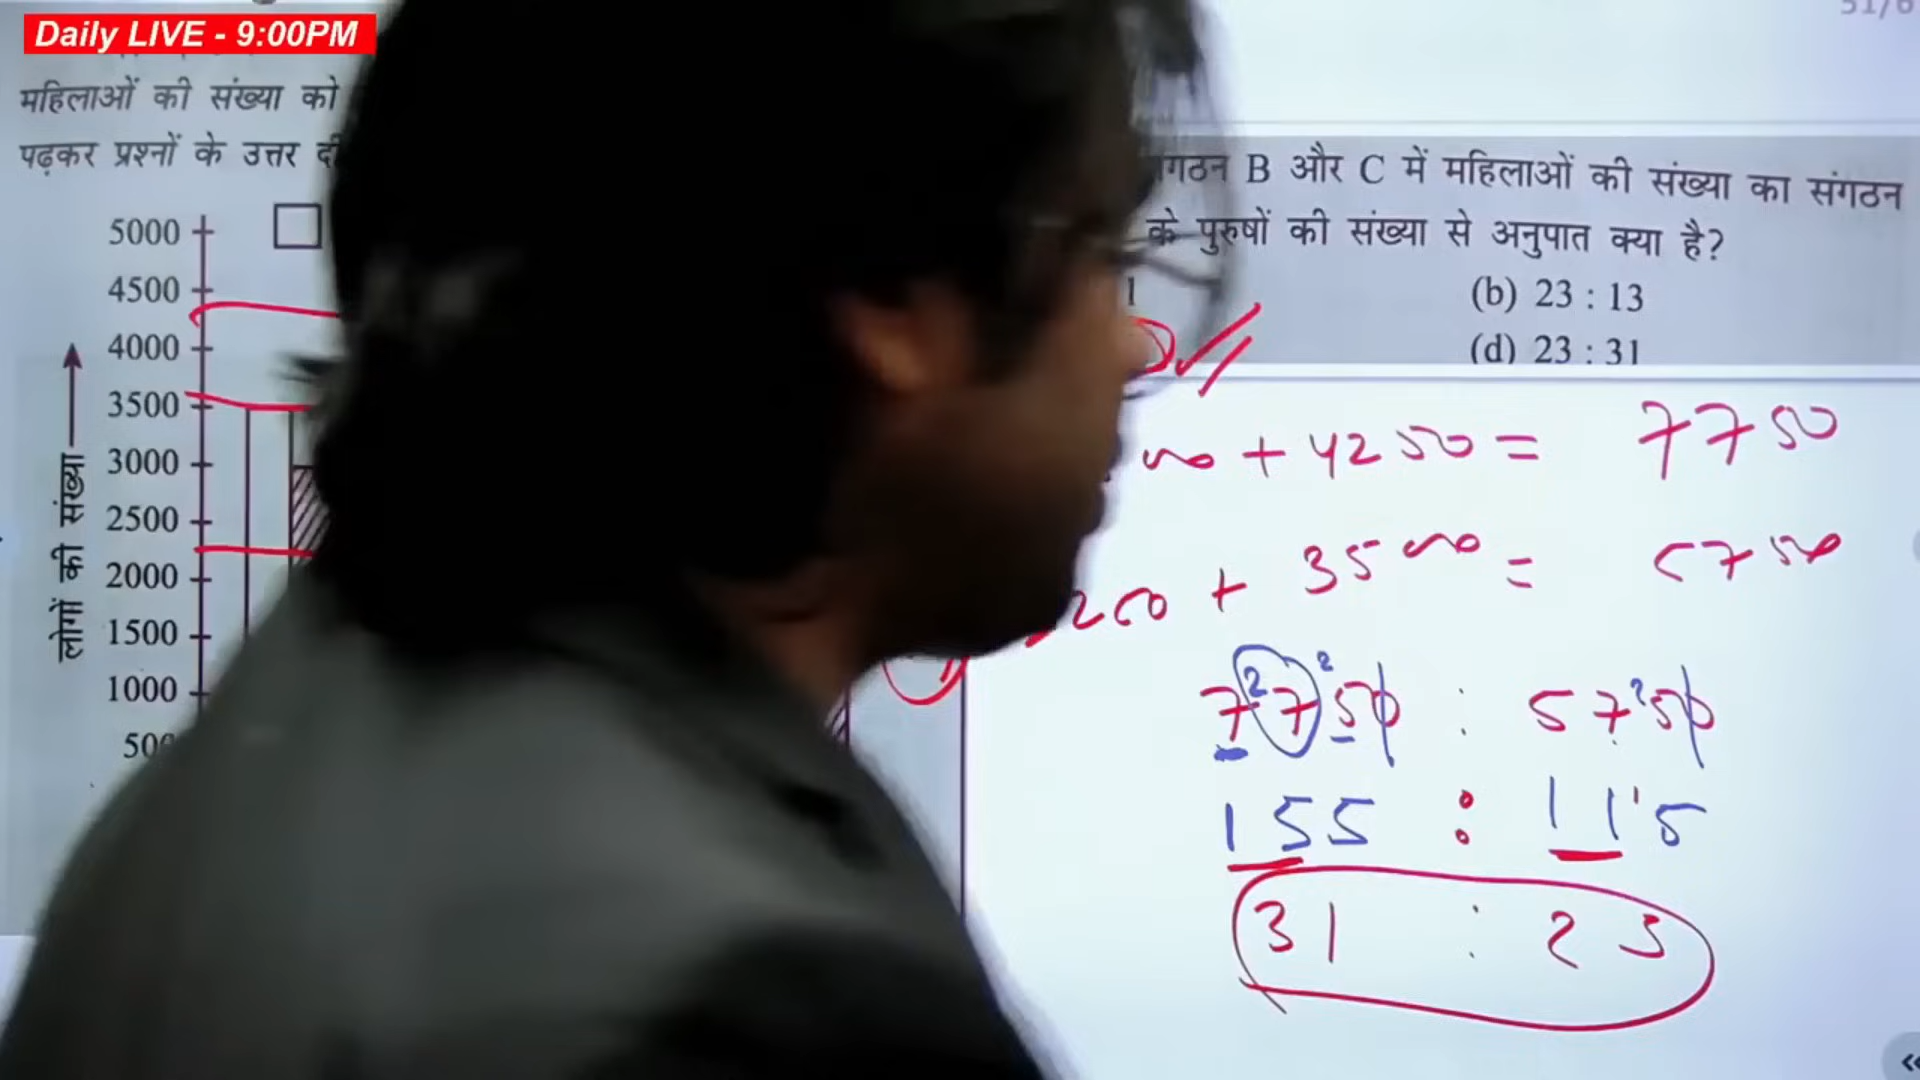 Daily LIVE - 9:00PM
महिलाओं की संख्या को
पढ़कर प्रश्नों के उत्तर
5000
4500
4000
3500
3000
2500
2000
1500
1000
लोगों की संख्या
B और C में महिलाओं की संख्या का संगठन
के पुरुषों की संख्या से अनुपात क्या है?
(b) 23 : 13
(d) 23 : 31
+ 4250 = 7750
+ 3500 = 5750
7750 : 5750
155 : 115
31 : 23